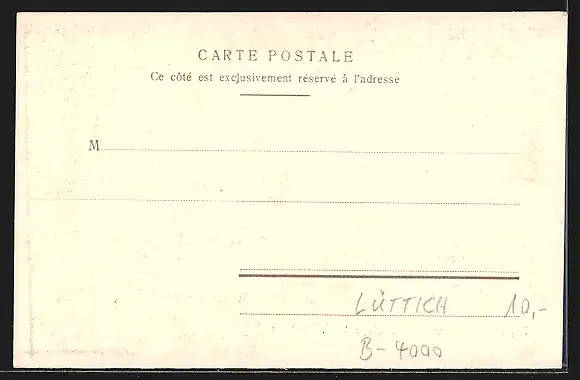 CARTE POSTALE
Ce côté est exclusivement réservé à l'adresse
M
LÜTTICH 10,-
B-4000